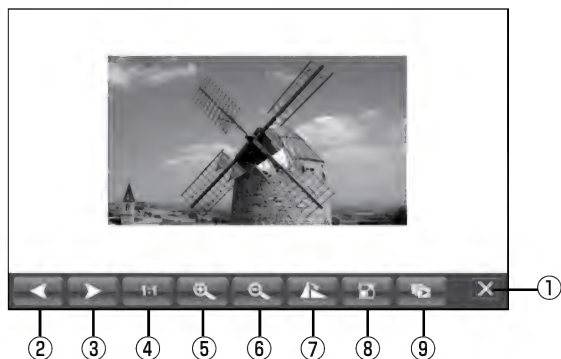 1:1
①
② ③ ④ ⑤ ⑥ ⑦ ⑧ ⑨